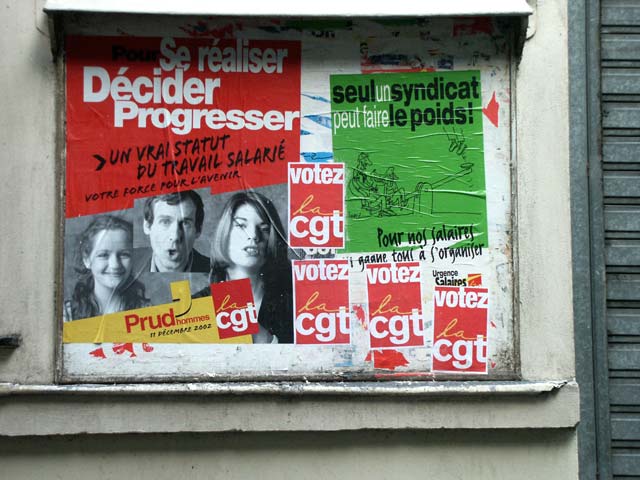 Pour Se réaliser
Décider
Progresser
UN VRAI STATUT
DU TRAVAIL SALARIÉ
VOTRE FORCE POUR L'AVENIR
Prud'hommes
11 DÉCEMBRE 2002
la
cgt
seul un syndicat
peut faire le poids!
Pour nos salaires
gagne tous à s'organiser
votez
la
cgt
votez
la
cgt
votez
la
cgt
Urgence
Salaires
votez
la
cgt